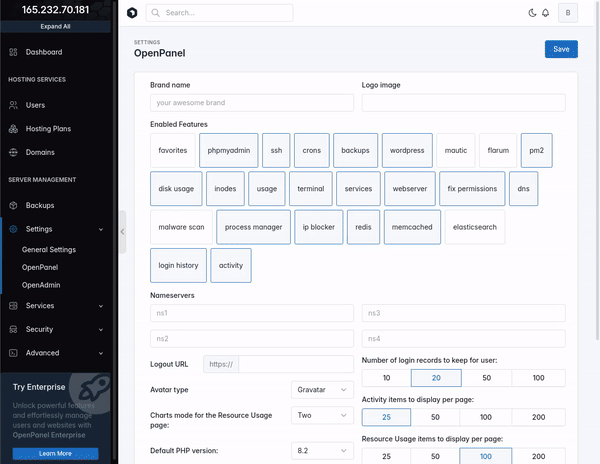 165.232.70.181
Expand All
Dashboard
HOSTING SERVICES
Users
Hosting Plans
Domains
SERVER MANAGEMENT
Backups
Settings
General Settings
OpenPanel
OpenAdmin
Services
Security
Advanced
Try Enterprise
Unlock powerful features
and effortlessly manage
users and websites with
OpenPanel Enterprise
Learn More
Search...
B
SETTINGS
OpenPanel
Save
Brand name
Logo image
your awesome brand
Enabled Features
favorites phpmyadmin ssh crons backups wordpress mautic flarum pm2
disk usage inodes usage terminal services webserver fix permissions dns
malware scan process manager ip blocker redis memcached elasticsearch
login history activity
Nameservers
ns1 ns3
ns2 ns4
Logout URL https://
Avatar type Gravatar
Charts mode for the Resource Usage
page:
Two
Default PHP version: 8.2
Number of login records to keep for user:
10 20 50 100
Activity items to display per page:
25 50 100 200
Resource Usage items to display per page:
25 50 100 200